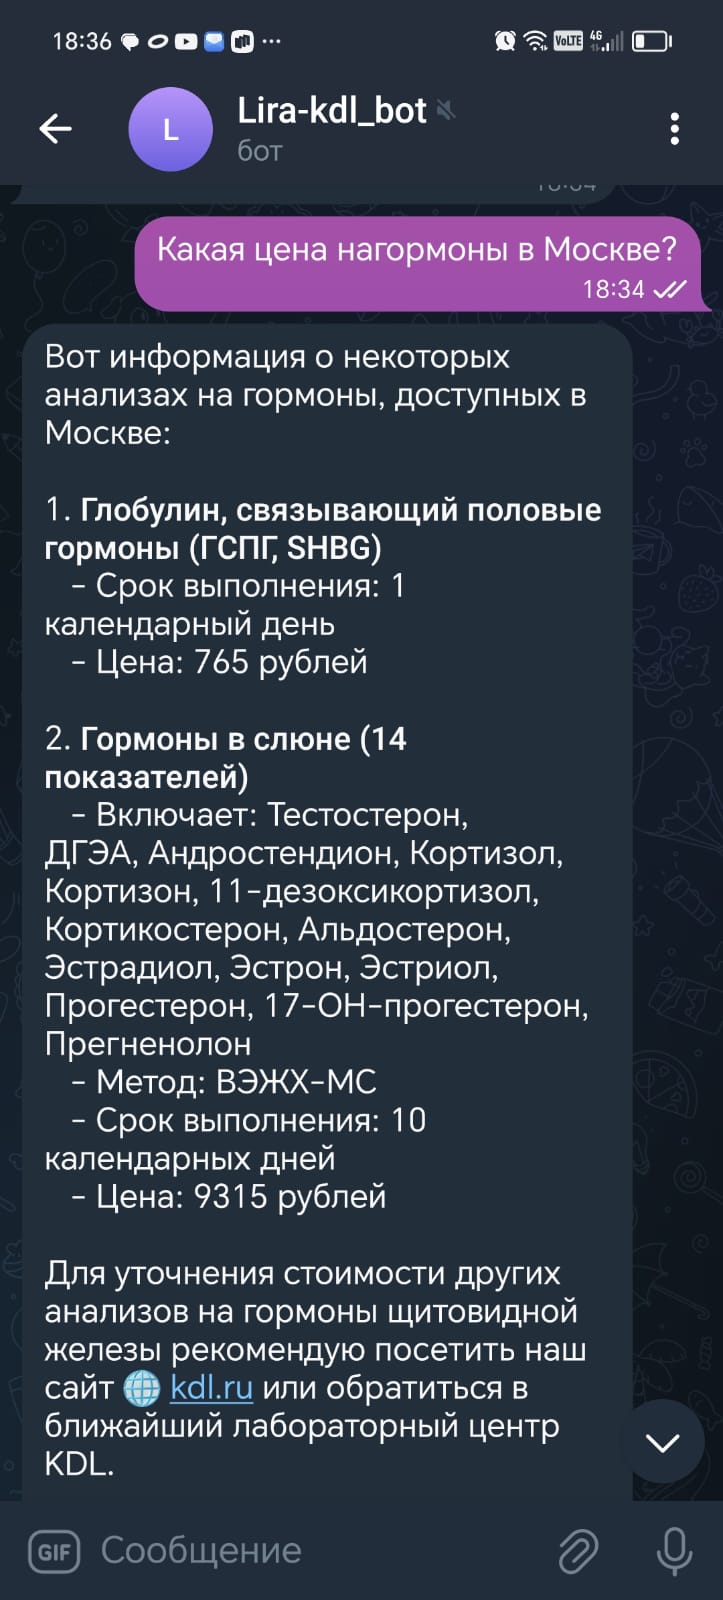 18:36
VoLTE 4G
L
Lira-kdl_bot
бот
Какая цена нагормоны в Москве?
18:34
Вот информация о некоторых
анализах на гормоны, доступных в
Москве:
1. Глобулин, связывающий половые
гормоны (ГСПГ, SHBG)
– Срок выполнения: 1
календарный день
– Цена: 765 рублей
2. Гормоны в слюне (14
показателей)
– Включает: Тестостерон,
ДГЭА, Андростендион, Кортизол,
Кортизон, 11-дезоксикортизол,
Кортикостерон, Альдостерон,
Эстрадиол, Эстрон, Эстриол,
Прогестерон, 17-ОН-прогестерон,
Прегненолон
– Метод: ВЭЖХ-МС
– Срок выполнения: 10
календарных дней
– Цена: 9315 рублей
Для уточнения стоимости других
анализов на гормоны щитовидной
железы рекомендую посетить наш
сайт 🌐 kdl.ru или обратиться в
ближайший лабораторный центр
KDL.
GIF Сообщение